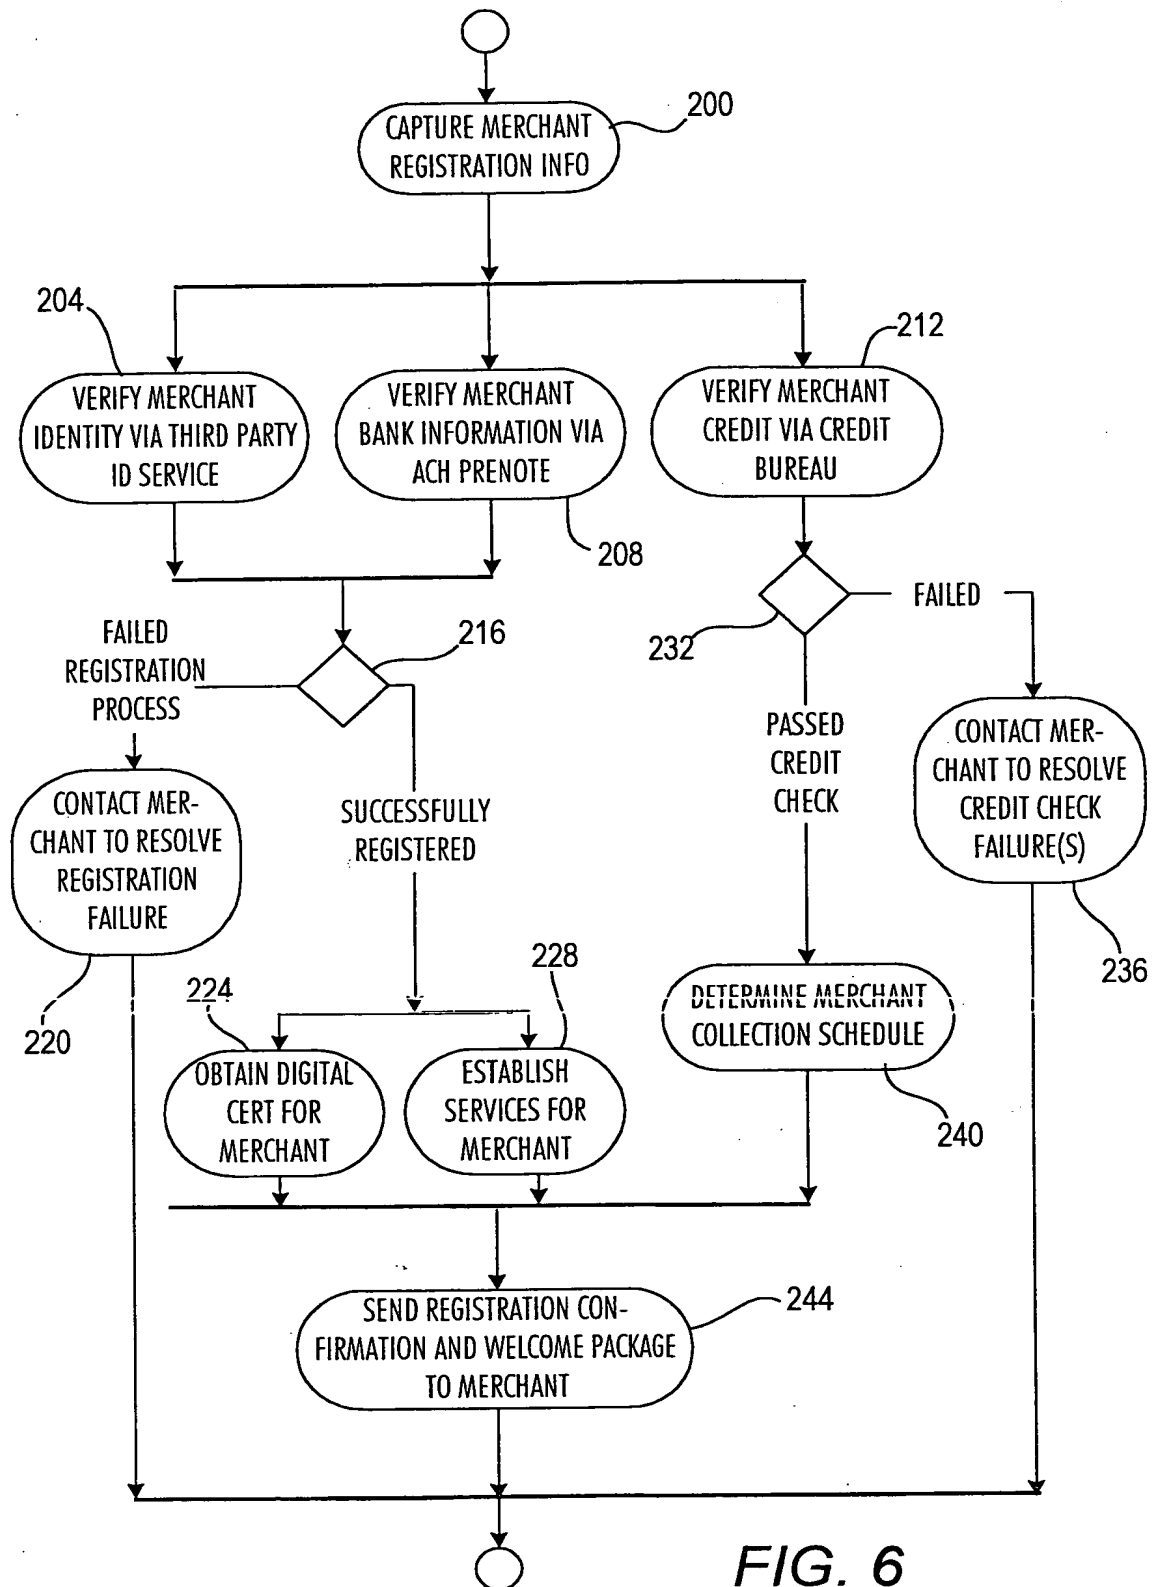 200
CAPTURE MERCHANT
REGISTRATION INFO
204
212
VERIFY MERCHANT
IDENTITY VIA THIRD PARTY
ID SERVICE
VERIFY MERCHANT
BANK INFORMATION VIA
ACH PRENOTE
VERIFY MERCHANT
CREDIT VIA CREDIT
BUREAU
208
FAILED
REGISTRATION
PROCESS
216
232
FAILED
CONTACT MER-
CHANT TO RESOLVE
REGISTRATION
FAILURE
SUCCESSFULLY
REGISTERED
PASSED
CREDIT
CHECK
CONTACT MER-
CHANT TO RESOLVE
CREDIT CHECK
FAILURE(S)
220
224
228
236
OBTAIN DIGITAL
CERT FOR
MERCHANT
ESTABLISH
SERVICES FOR
MERCHANT
DETERMINE MERCHANT
COLLECTION SCHEDULE
240
SEND REGISTRATION CON-
FIRMATION AND WELCOME PACKAGE
TO MERCHANT
244
FIG. 6